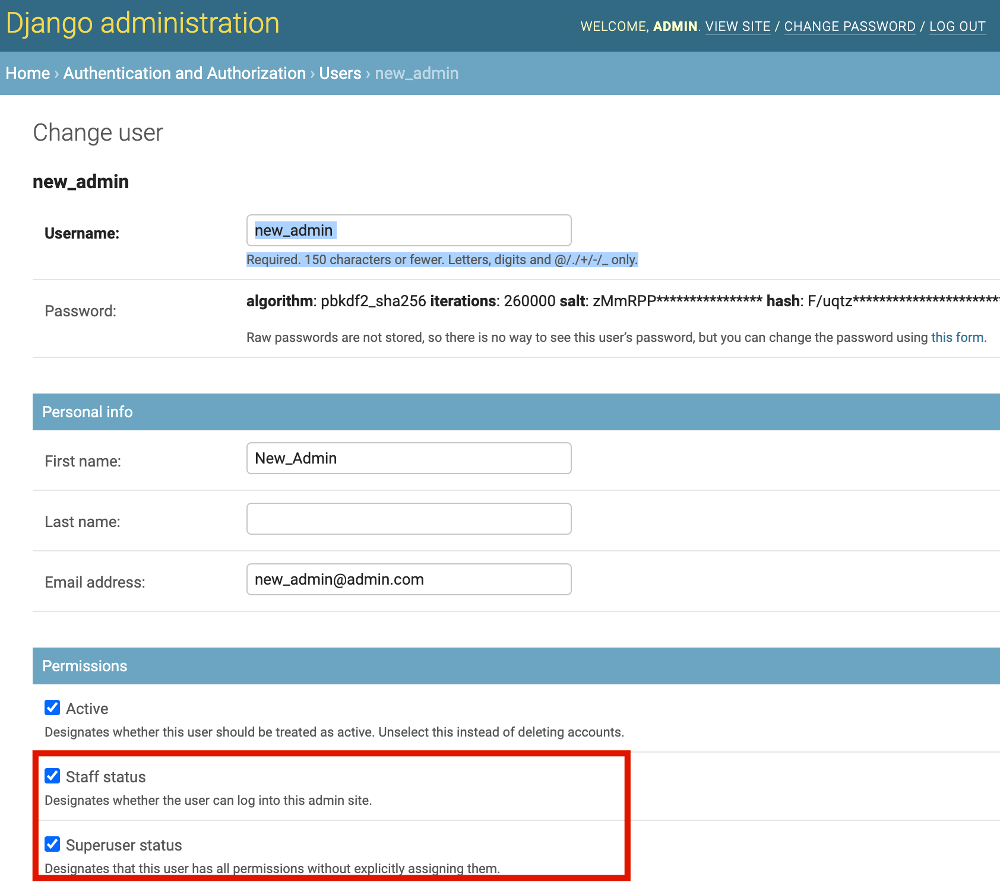 Django administration
WELCOME, ADMIN. VIEW SITE / CHANGE PASSWORD / LOG OUT
Home › Authentication and Authorization › Users › new_admin
Change user
new_admin
Username:
new_admin
Required. 150 characters or fewer. Letters, digits and @/./+/-/_ only.
Password:
algorithm: pbkdf2_sha256 iterations: 260000 salt: zMmRPP**************** hash: F/uqtz***********************
Raw passwords are not stored, so there is no way to see this user’s password, but you can change the password using this form.
Personal info
First name:
New_Admin
Last name:
Email address:
new_admin@admin.com
Permissions
Active
Designates whether this user should be treated as active. Unselect this instead of deleting accounts.
Staff status
Designates whether the user can log into this admin site.
Superuser status
Designates that this user has all permissions without explicitly assigning them.